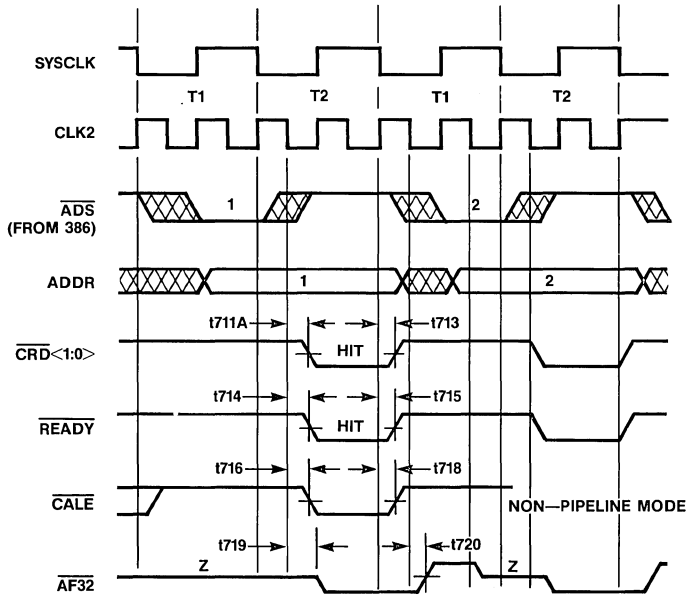 SYSCLK
T1 T2 T1 T2
CLK2
ADS
(FROM 386)
1 2
ADDR
1 2
t711A t713
CRD<1:0>
HIT
t714 t715
READY
HIT
t716 t718
CALE
NON—PIPELINE MODE
t719 t720
AF32
Z Z